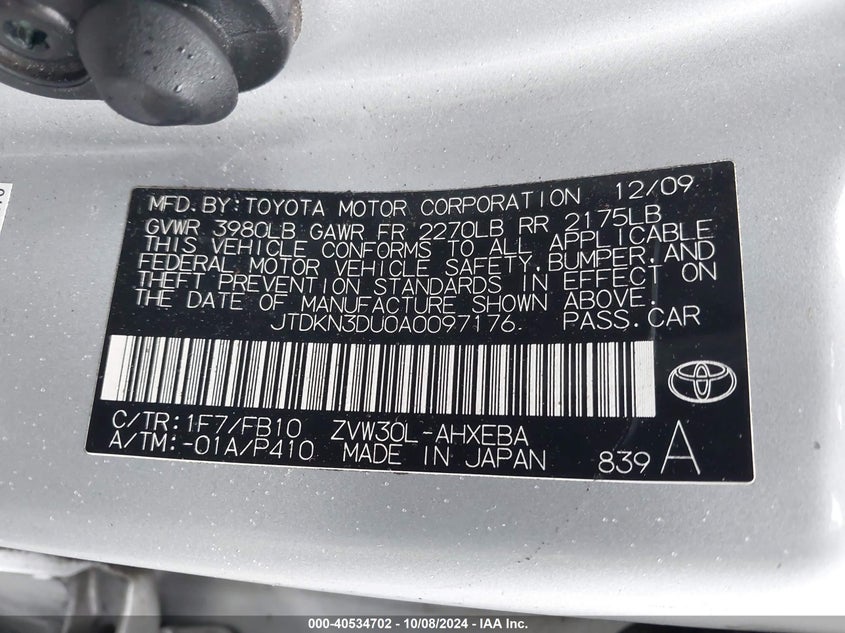 MFD. BY: TOYOTA MOTOR CORPORATION 12/09
GVWR 3980LB GAWR FR 2270LB RR 2175LB
THIS VEHICLE CONFORMS TO ALL APPLICABLE
FEDERAL MOTOR VEHICLE SAFETY, BUMPER, AND
THEFT PREVENTION STANDARDS IN EFFECT ON
THE DATE OF MANUFACTURE SHOWN ABOVE.
JTDKN3DU0A0097176 PASS. CAR
C/TR: 1F7/FB10 ZVW30L-AHXEBA
A/TM: -01A/P410 MADE IN JAPAN 839 A
000-40534702 - 10/08/2024 - IAA Inc.